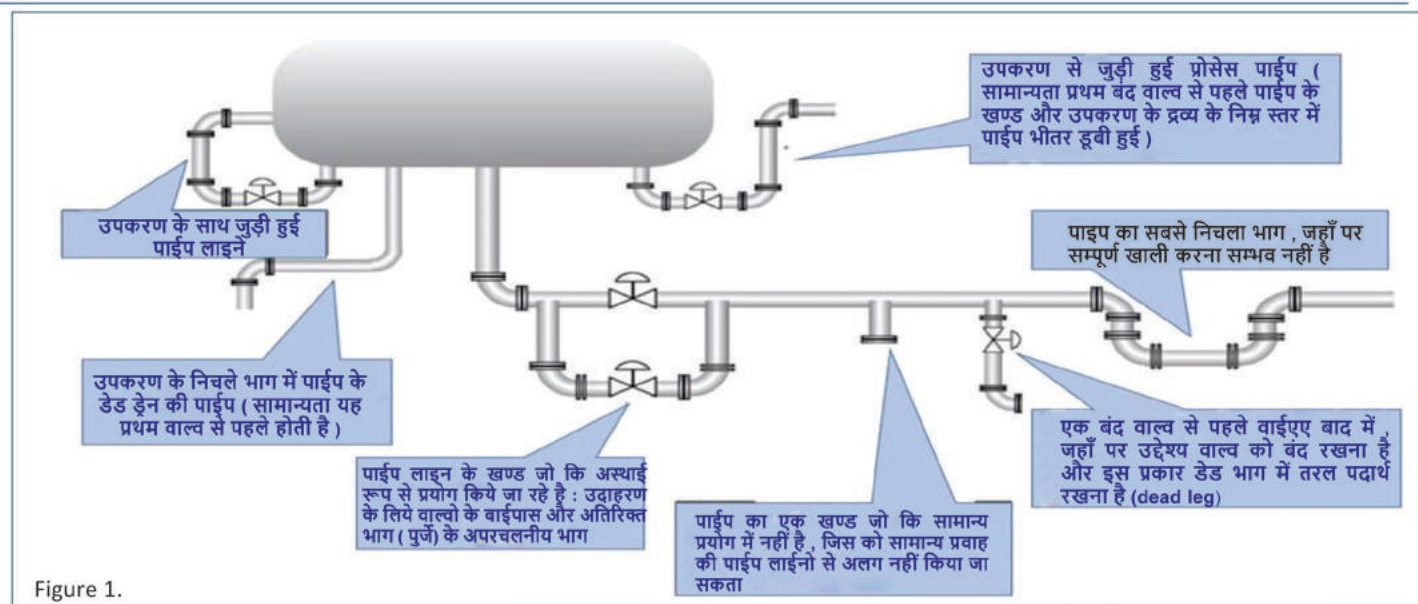 उपकरण से जुड़ी हुई प्रोसेस पाईप (
सामान्यता प्रथम बंद वाल्व से पहले पाईप के
खण्ड और उपकरण के द्रव्य के निम्न स्तर में
पाईप भीतर डूबी हुई )
उपकरण के साथ जुड़ी हुई
पाईप लाइने
पाइप का सबसे निचला भाग , जहाँ पर
सम्पूर्ण खाली करना सम्भव नहीं है
उपकरण के निचले भाग में पाईप के
डेड ड्रेन की पाईप ( सामान्यता यह
प्रथम वाल्व से पहले होती है )
एक बंद वाल्व से पहले वाईएए बाद में ,
जहाँ पर उद्देश्य वाल्व को बंद रखना है
और इस प्रकार डेड भाग में तरल पदार्थ
रखना है (dead leg)
पाईप लाइन के खण्ड जो कि अस्थाई
रूप से प्रयोग किये जा रहे है : उदाहरण
के लिये वाल्वो के बाईपास और अतिरिक्त
भाग ( पुर्जे) के अपरचलनीय भाग
पाईप का एक खण्ड जो कि सामान्य
प्रयोग में नहीं है , जिस को सामान्य प्रवाह
की पाईप लाईनो से अलग नहीं किया जा
सकता
Figure 1.